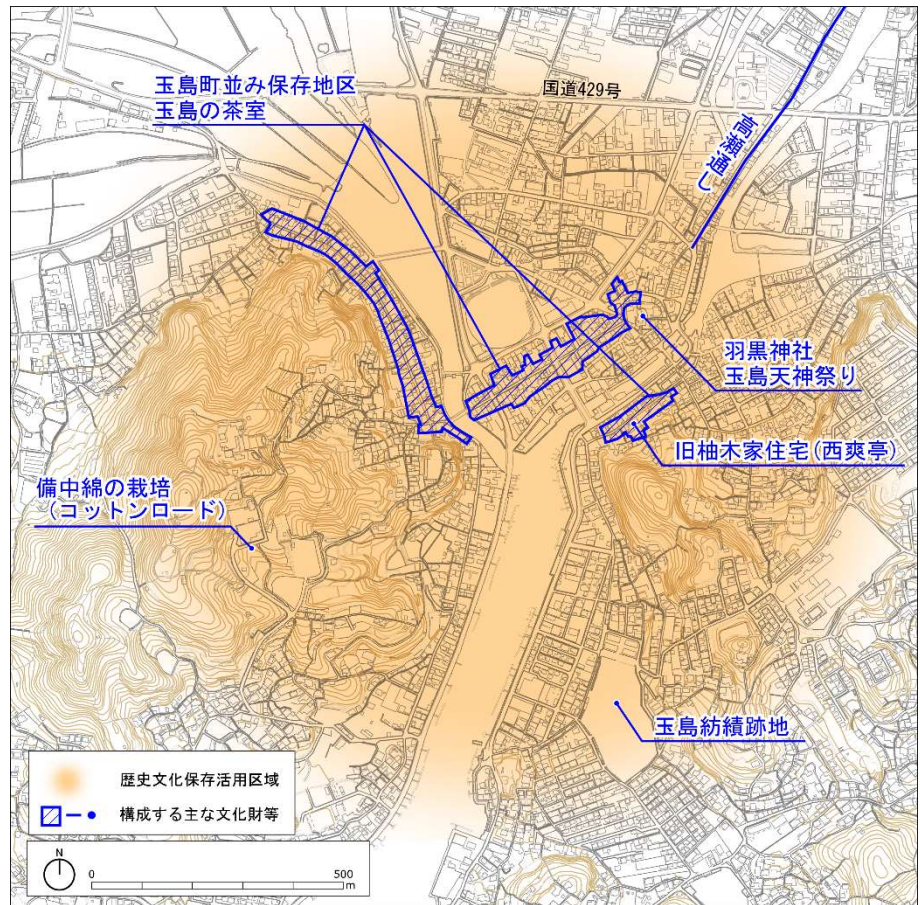 玉島町並み保存地区
玉島の茶室
国道429号
高瀬通し
羽黒神社
玉島天神祭り
旧柚木家住宅(西爽亭)
備中綿の栽培
(コットンロード)
玉島紡績跡地
歴史文化保存活用区域
構成する主な文化財等
N
0
500
m